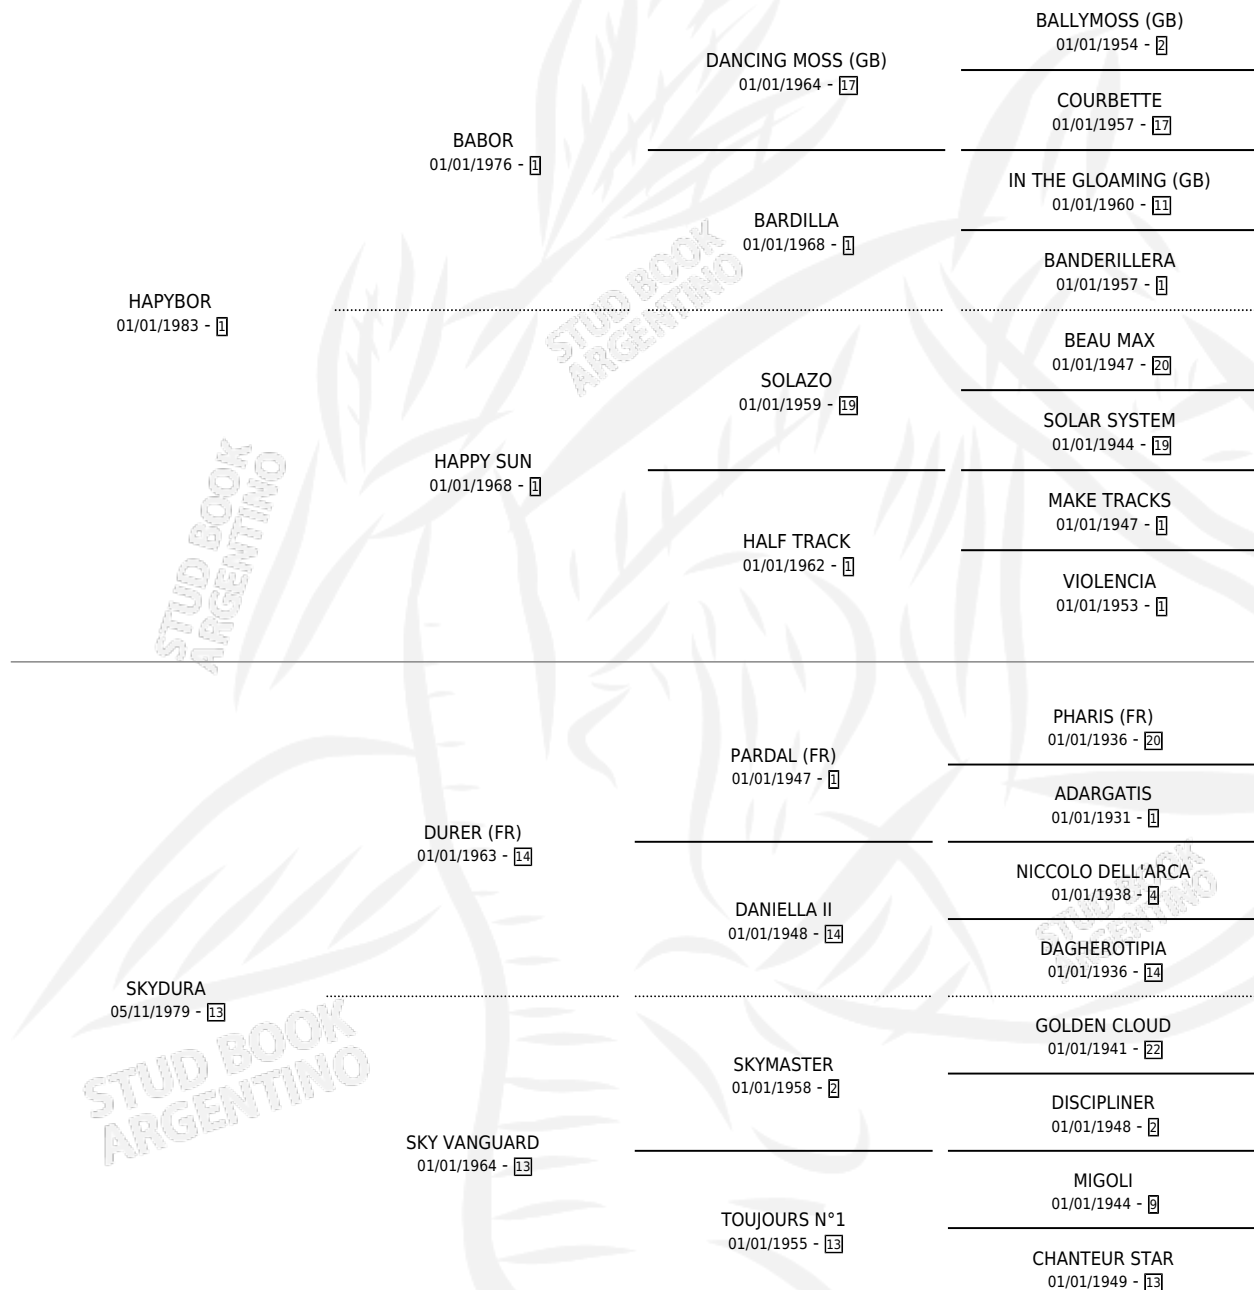 BALLYMOSS (GB)
01/01/1954 - 2
DANCING MOSS (GB)
01/01/1964 - 17
COURBETTE
01/01/1957 - 17
BABOR
01/01/1976 - 1
IN THE GLOAMING (GB)
01/01/1960 - 11
BARDILLA
01/01/1968 - 1
BANDERILLERA
01/01/1957 - 1
HAPYBOR
01/01/1983 - 1
BEAU MAX
01/01/1947 - 20
SOLAZO
01/01/1959 - 19
SOLAR SYSTEM
01/01/1944 - 19
HAPPY SUN
01/01/1968 - 1
MAKE TRACKS
01/01/1947 - 1
HALF TRACK
01/01/1962 - 1
VIOLENCIA
01/01/1953 - 1
PHARIS (FR)
01/01/1936 - 20
PARDAL (FR)
01/01/1947 - 1
ADARGATIS
01/01/1931 - 1
DURER (FR)
01/01/1963 - 14
NICCOLO DELL'ARCA
01/01/1938 - 4
DANIELLA II
01/01/1948 - 14
DAGHEROTIPIA
01/01/1936 - 14
SKYDURA
05/11/1979 - 13
GOLDEN CLOUD
01/01/1941 - 22
SKYMASTER
01/01/1958 - 2
DISCIPLINER
01/01/1948 - 2
SKY VANGUARD
01/01/1964 - 13
MIGOLI
01/01/1944 - 9
TOUJOURS N°1
01/01/1955 - 13
CHANTEUR STAR
01/01/1949 - 13
STUD BOOK
ARGENTINO
STUD BOOK
ARGENTINO
STUD BOOK
ARGENTINO
STUD BOOK
ARGENTINO